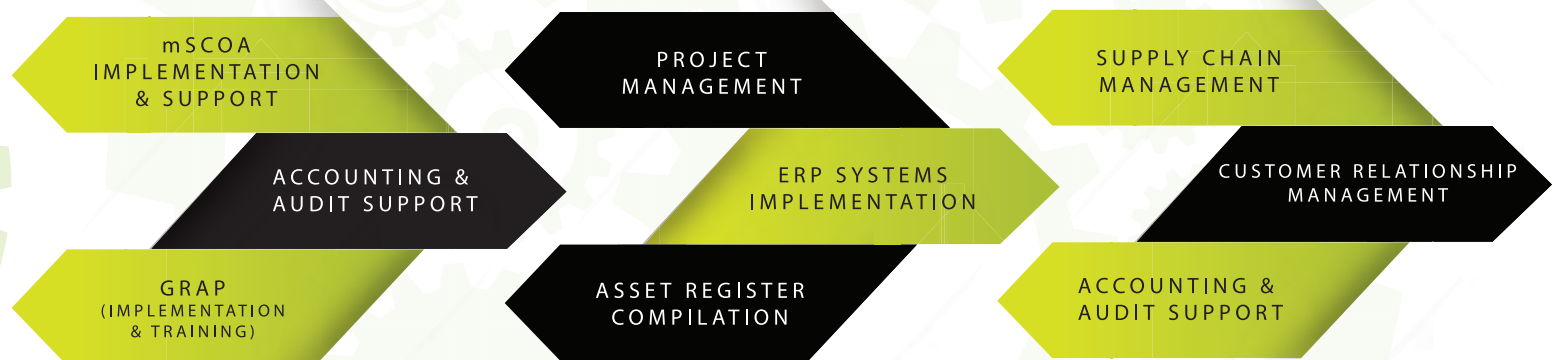 mSCOA
IMPLEMENTATION
& SUPPORT
ACCOUNTING &
AUDIT SUPPORT
GRAP
(IMPLEMENTATION
& TRAINING)
PROJECT
MANAGEMENT
ERP SYSTEMS
IMPLEMENTATION
ASSET REGISTER
COMPILATION
SUPPLY CHAIN
MANAGEMENT
CUSTOMER RELATIONSHIP
MANAGEMENT
ACCOUNTING &
AUDIT SUPPORT